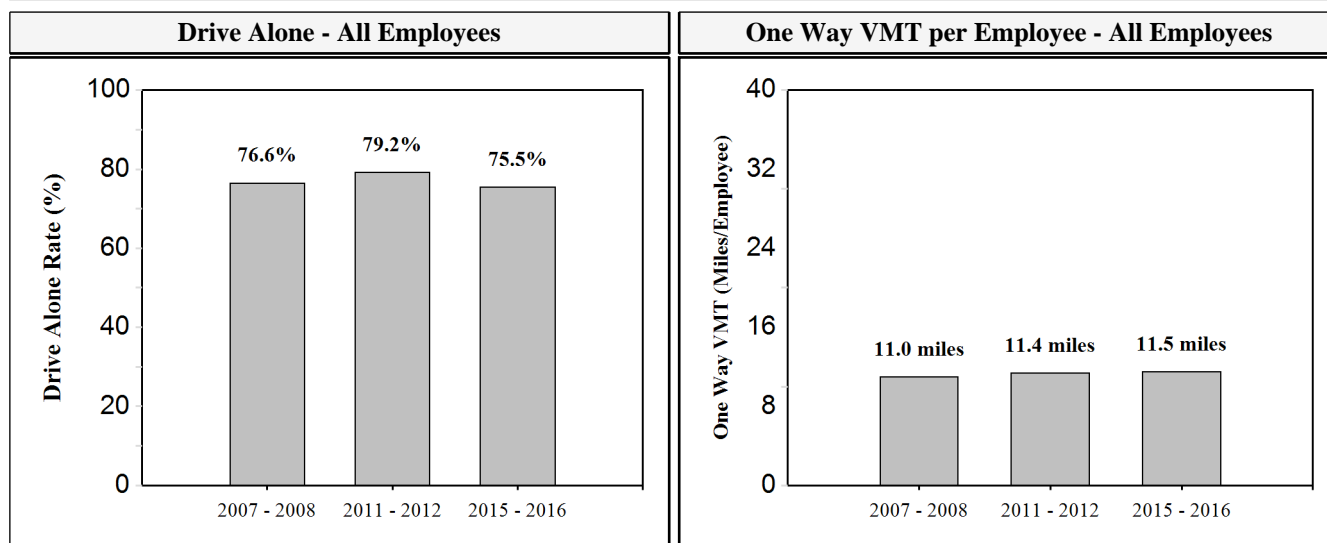 Drive Alone - All Employees
100
80
60
40
20
0
Drive Alone Rate (%)
76.6%
79.2%
75.5%
2007 - 2008
2011 - 2012
2015 - 2016
One Way VMT per Employee - All Employees
40
32
24
16
8
0
One Way VMT (Miles/Employee)
11.0 miles
11.4 miles
11.5 miles
2007 - 2008
2011 - 2012
2015 - 2016